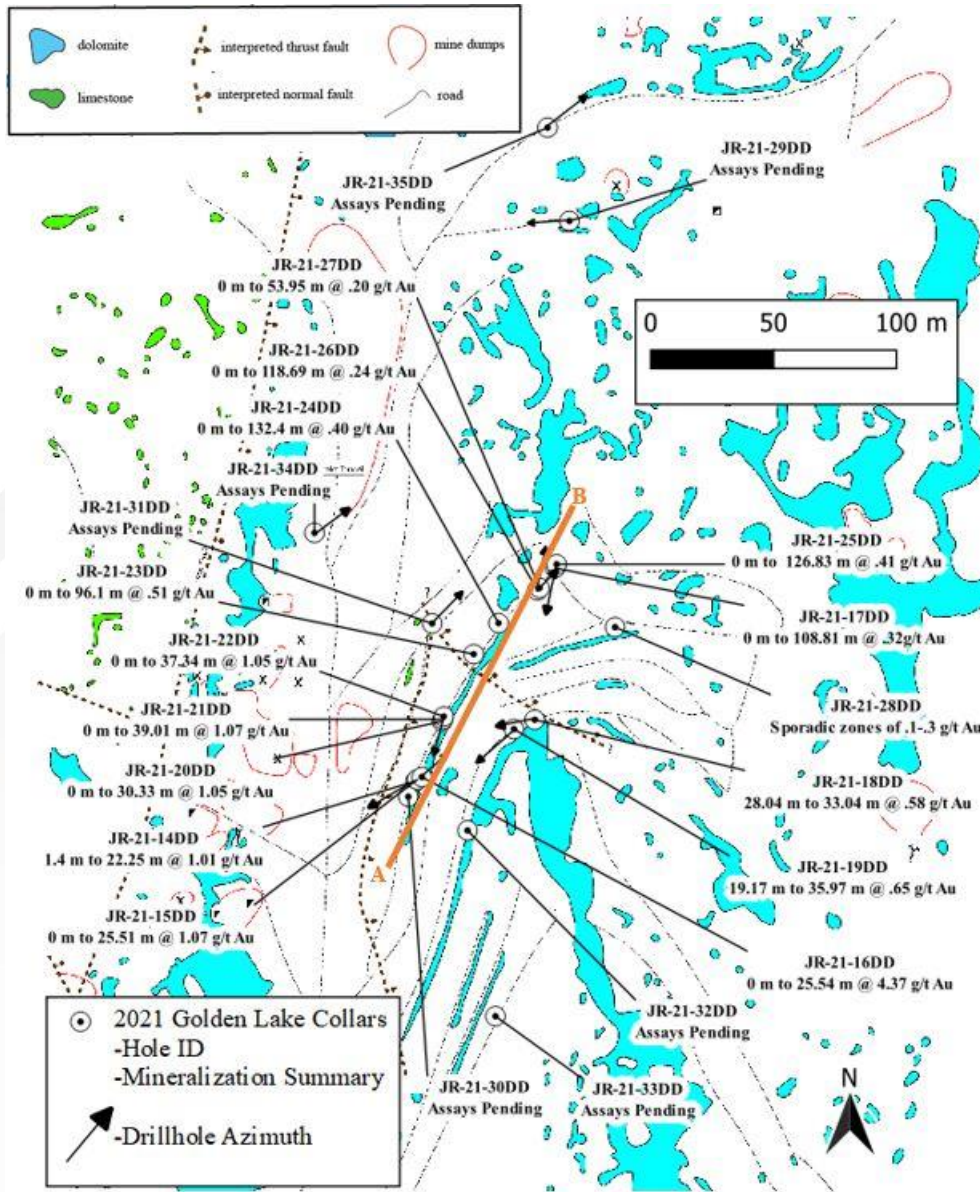 dolomite
interpreted thrust fault
mine dumps
limestone
interpreted normal fault
road
JR-21-29DD
Assays Pending
JR-21-35DD
Assays Pending
JR-21-27DD
0 m to 53.95 m @ .20 g/t Au
0 50 100 m
JR-21-26DD
0 m to 118.69 m @ .24 g/t Au
JR-21-24DD
0 m to 132.4 m @ .40 g/t Au
JR-21-34DD
Assays Pending
B
JR-21-31DD
Assays Pending
JR-21-25DD
0 m to 126.83 m @ .41 g/t Au
JR-21-23DD
0 m to 96.1 m @ .51 g/t Au
?
JR-21-17DD
0 m to 108.81 m @ .32g/t Au
JR-21-22DD
0 m to 37.34 m @ 1.05 g/t Au
JR-21-28DD
Sporadic zones of .1-.3 g/t Au
JR-21-21DD
0 m to 39.01 m @ 1.07 g/t Au
JR-21-20DD
0 m to 30.33 m @ 1.05 g/t Au
JR-21-18DD
28.04 m to 33.04 m @ .58 g/t Au
JR-21-14DD
1.4 m to 22.25 m @ 1.01 g/t Au
A
JR-21-19DD
19.17 m to 35.97 m @ .65 g/t Au
JR-21-15DD
0 m to 25.51 m @ 1.07 g/t Au
JR-21-16DD
0 m to 25.54 m @ 4.37 g/t Au
JR-21-32DD
Assays Pending
2021 Golden Lake Collars
-Hole ID
-Mineralization Summary
-Drillhole Azimuth
JR-21-30DD
Assays Pending
JR-21-33DD
Assays Pending
N